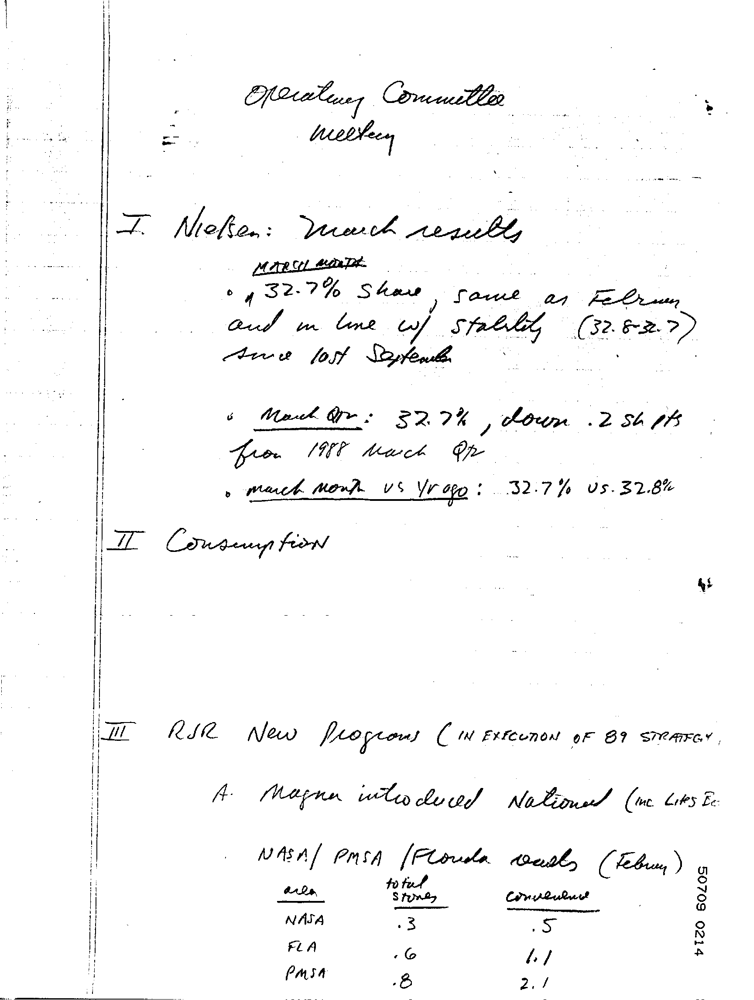 Operating Committee
Meeting
I. Nielsen: March results
MARCH MONTH
• 32.7% Share, same as February
and in line w/ stability (32.8-32.7)
since last September
• March Qtr: 32.7%, down .2 sh pts
from 1988 March Qtr
• March Month vs Yr ago: 32.7% vs. 32.8%
II Consumption
III RJR New Programs (IN EXECUTION OF 89 STRATEGY,
A. Magna introduced National (inc
NASA/ PMSA /Florida results (February)
area total stores convenience
NASA .3 .5
FLA .6 1.1
PMSA .8 2.1
50709 0214